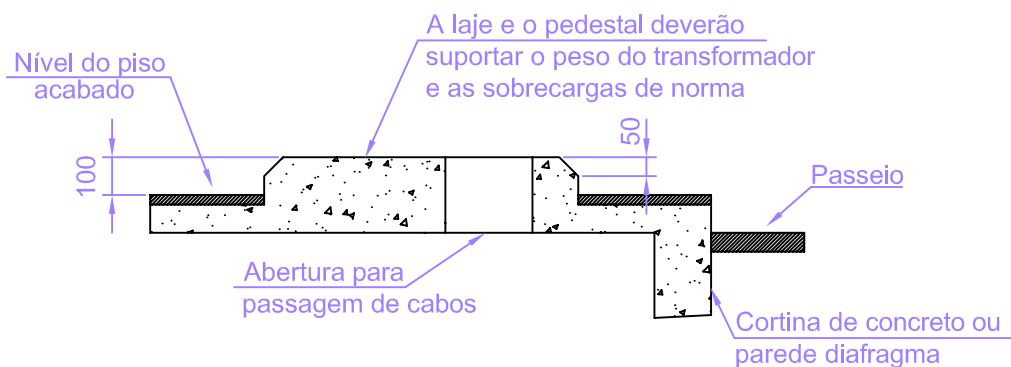 A laje e o pedestal deverão
suportar o peso do transformador
e as sobrecargas de norma
Nível do piso
acabado
50
100
Passeio
Abertura para
passagem de cabos
Cortina de concreto ou
parede diafragma